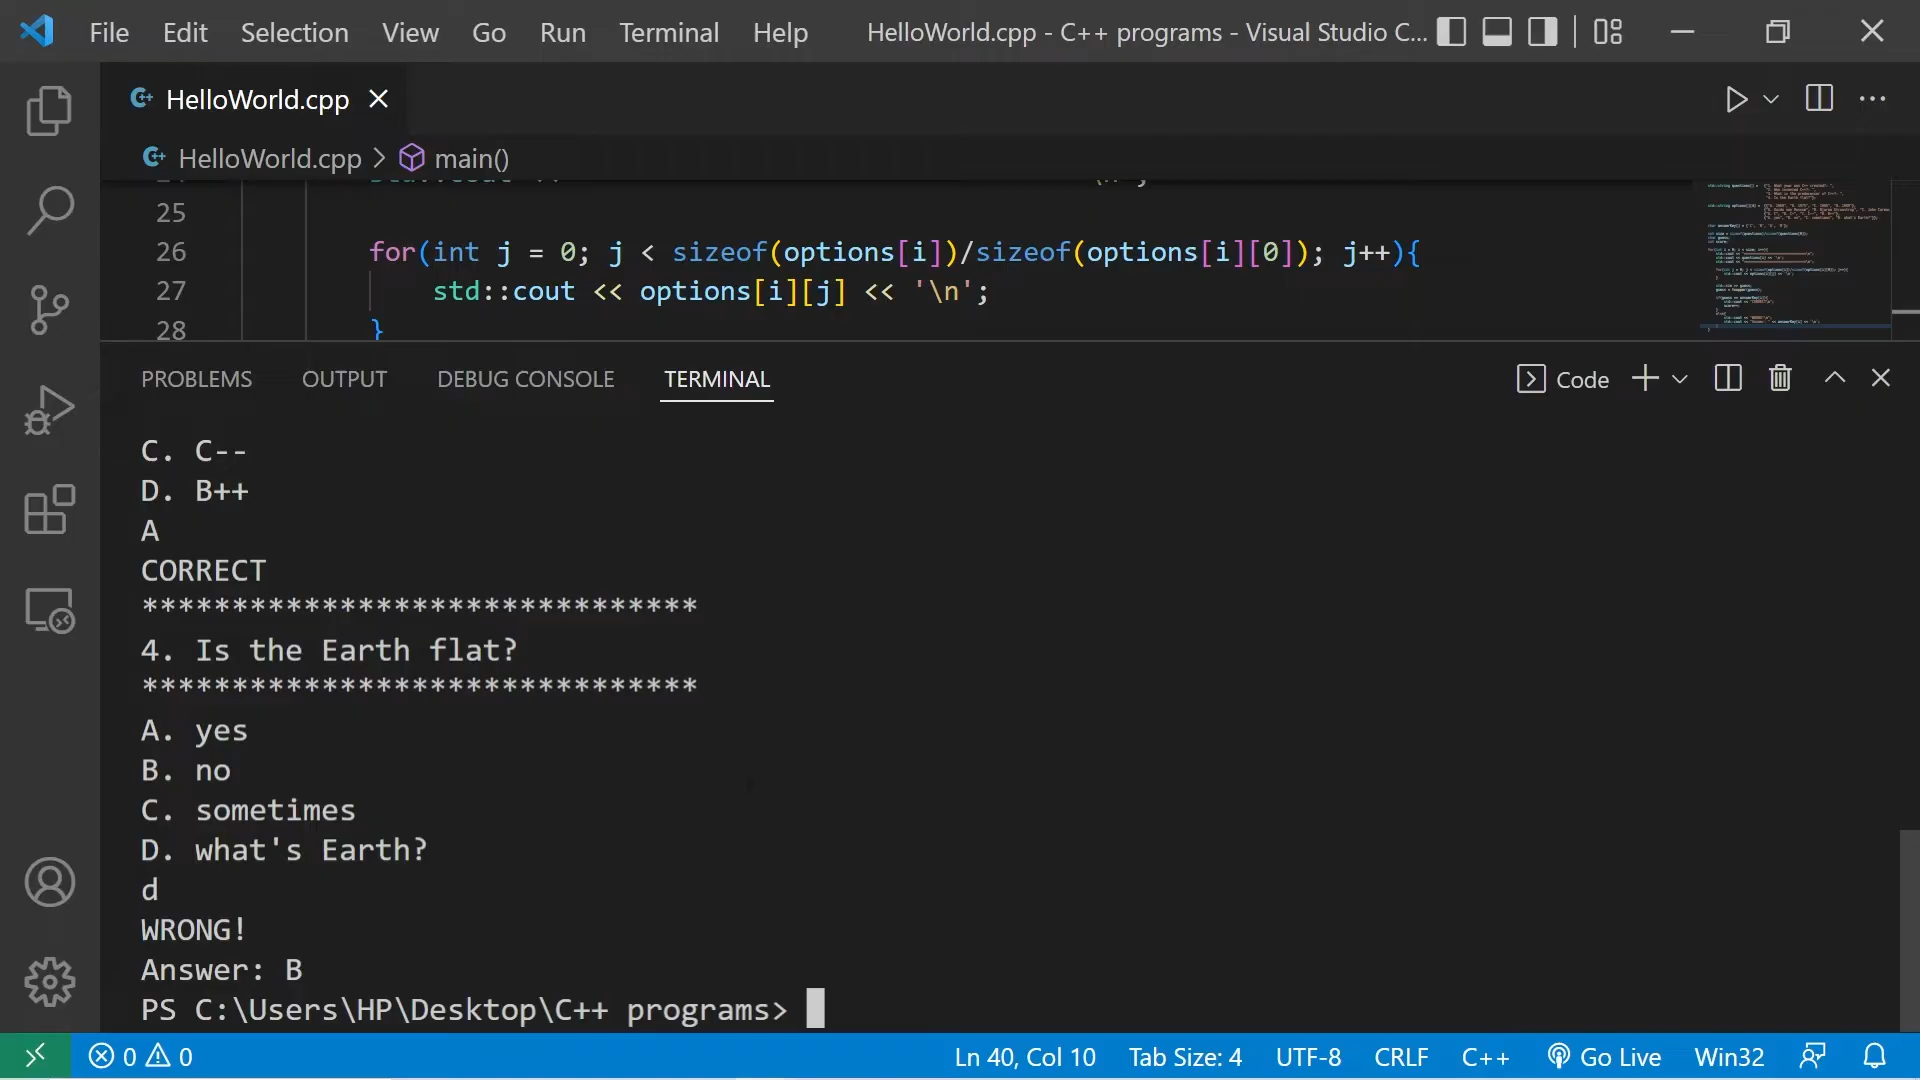 File Edit Selection View Go Run Terminal Help HelloWorld.cpp - C++ programs - Visual Studio C...
HelloWorld.cpp
HelloWorld.cpp > main()
25
26 for(int j = 0; j < sizeof(options[i])/sizeof(options[i][0]); j++){
27 std::cout << options[i][j] << '\n';
28 }
PROBLEMS OUTPUT DEBUG CONSOLE TERMINAL Code
C. C--
D. B++
A
CORRECT
*******************************
4. Is the Earth flat?
*******************************
A. yes
B. no
C. sometimes
D. what's Earth?
d
WRONG!
Answer: B
PS C:\Users\HP\Desktop\C++ programs>
0 0 Ln 40, Col 10 Tab Size: 4 UTF-8 CRLF C++ Go Live Win32